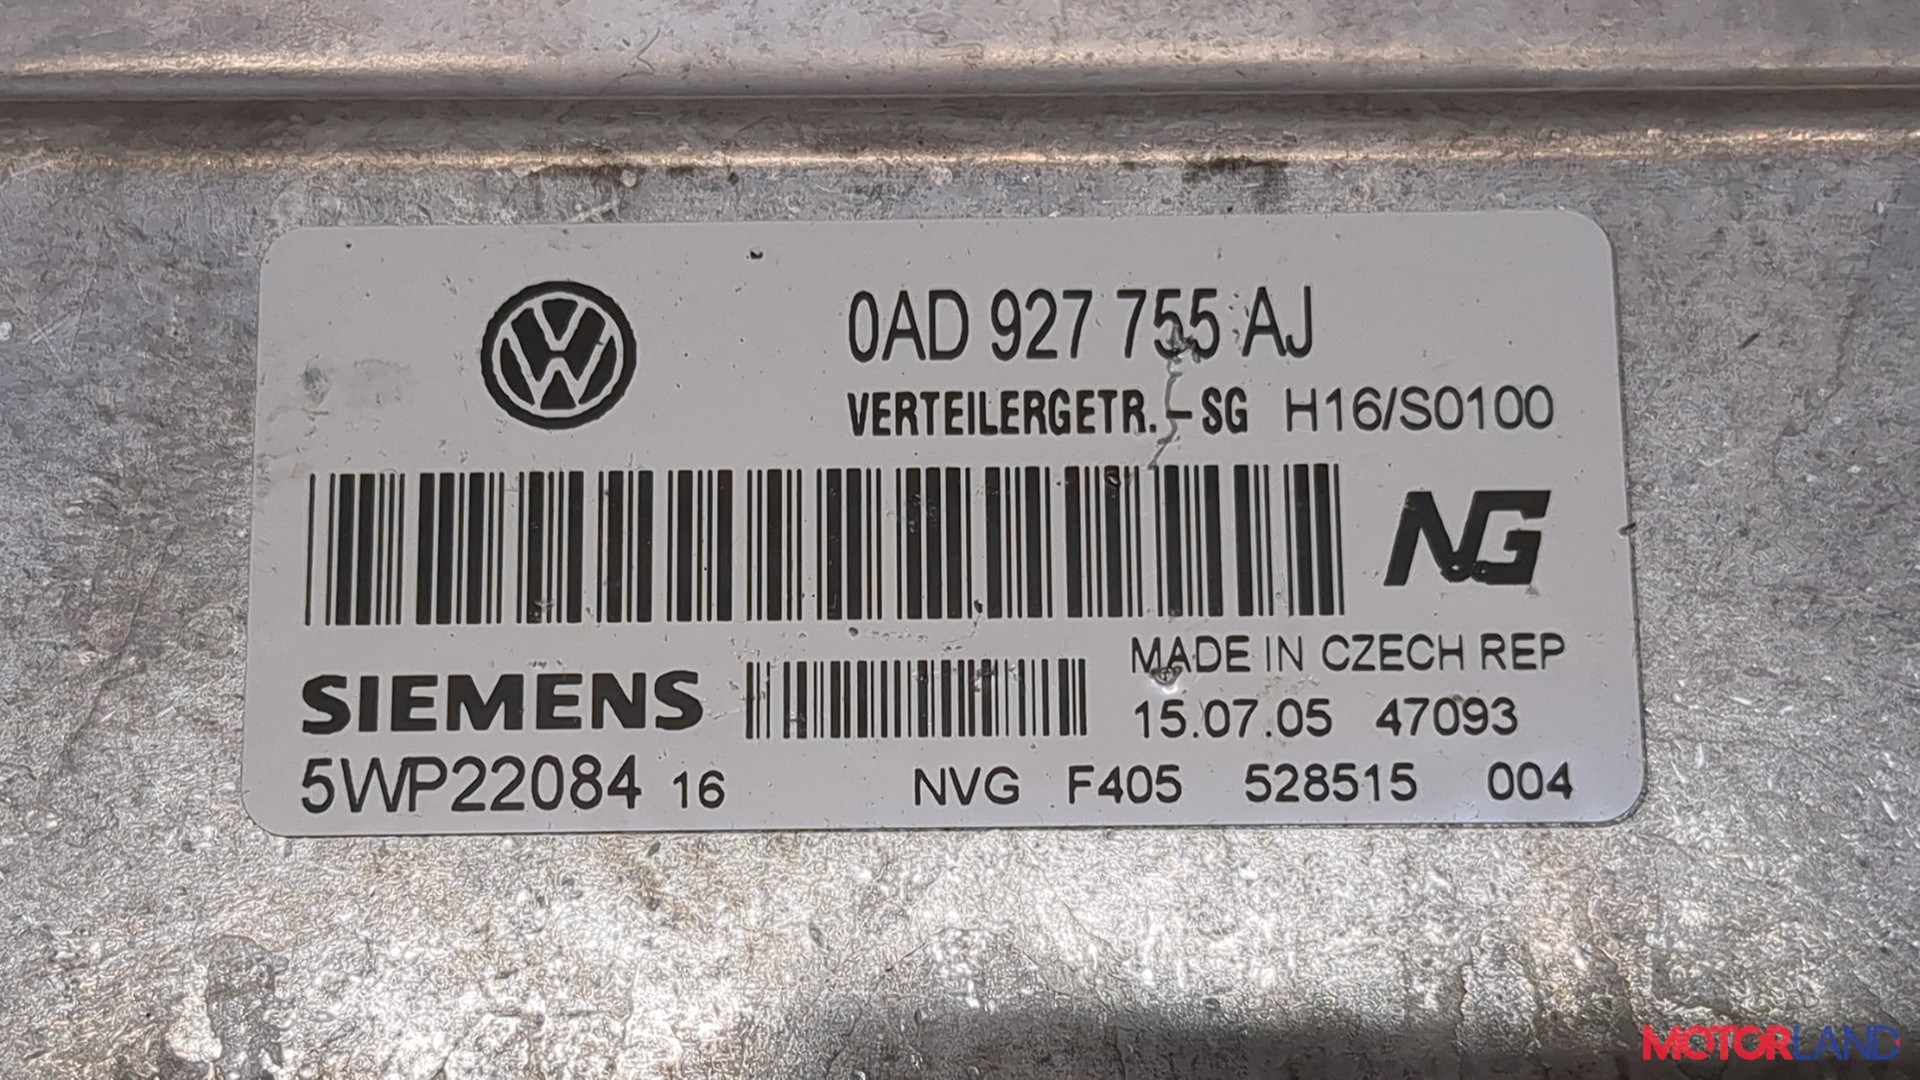 0AD 927 755 AJ
VERTEILERGETR.-SG H16/S0100
NG
MADE IN CZECH REP
SIEMENS
15.07.05 47093
5WP22084 16 NVG F405 528515 004
MOTORLAND